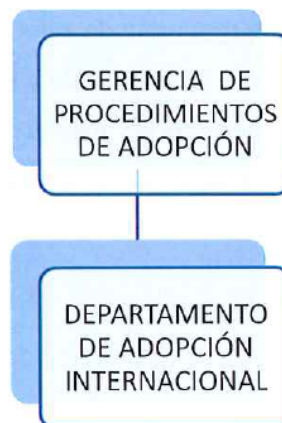 GERENCIA DE
PROCEDIMIENTOS
DE ADOPCIÓN
DEPARTAMENTO
DE ADOPCIÓN
INTERNACIONAL